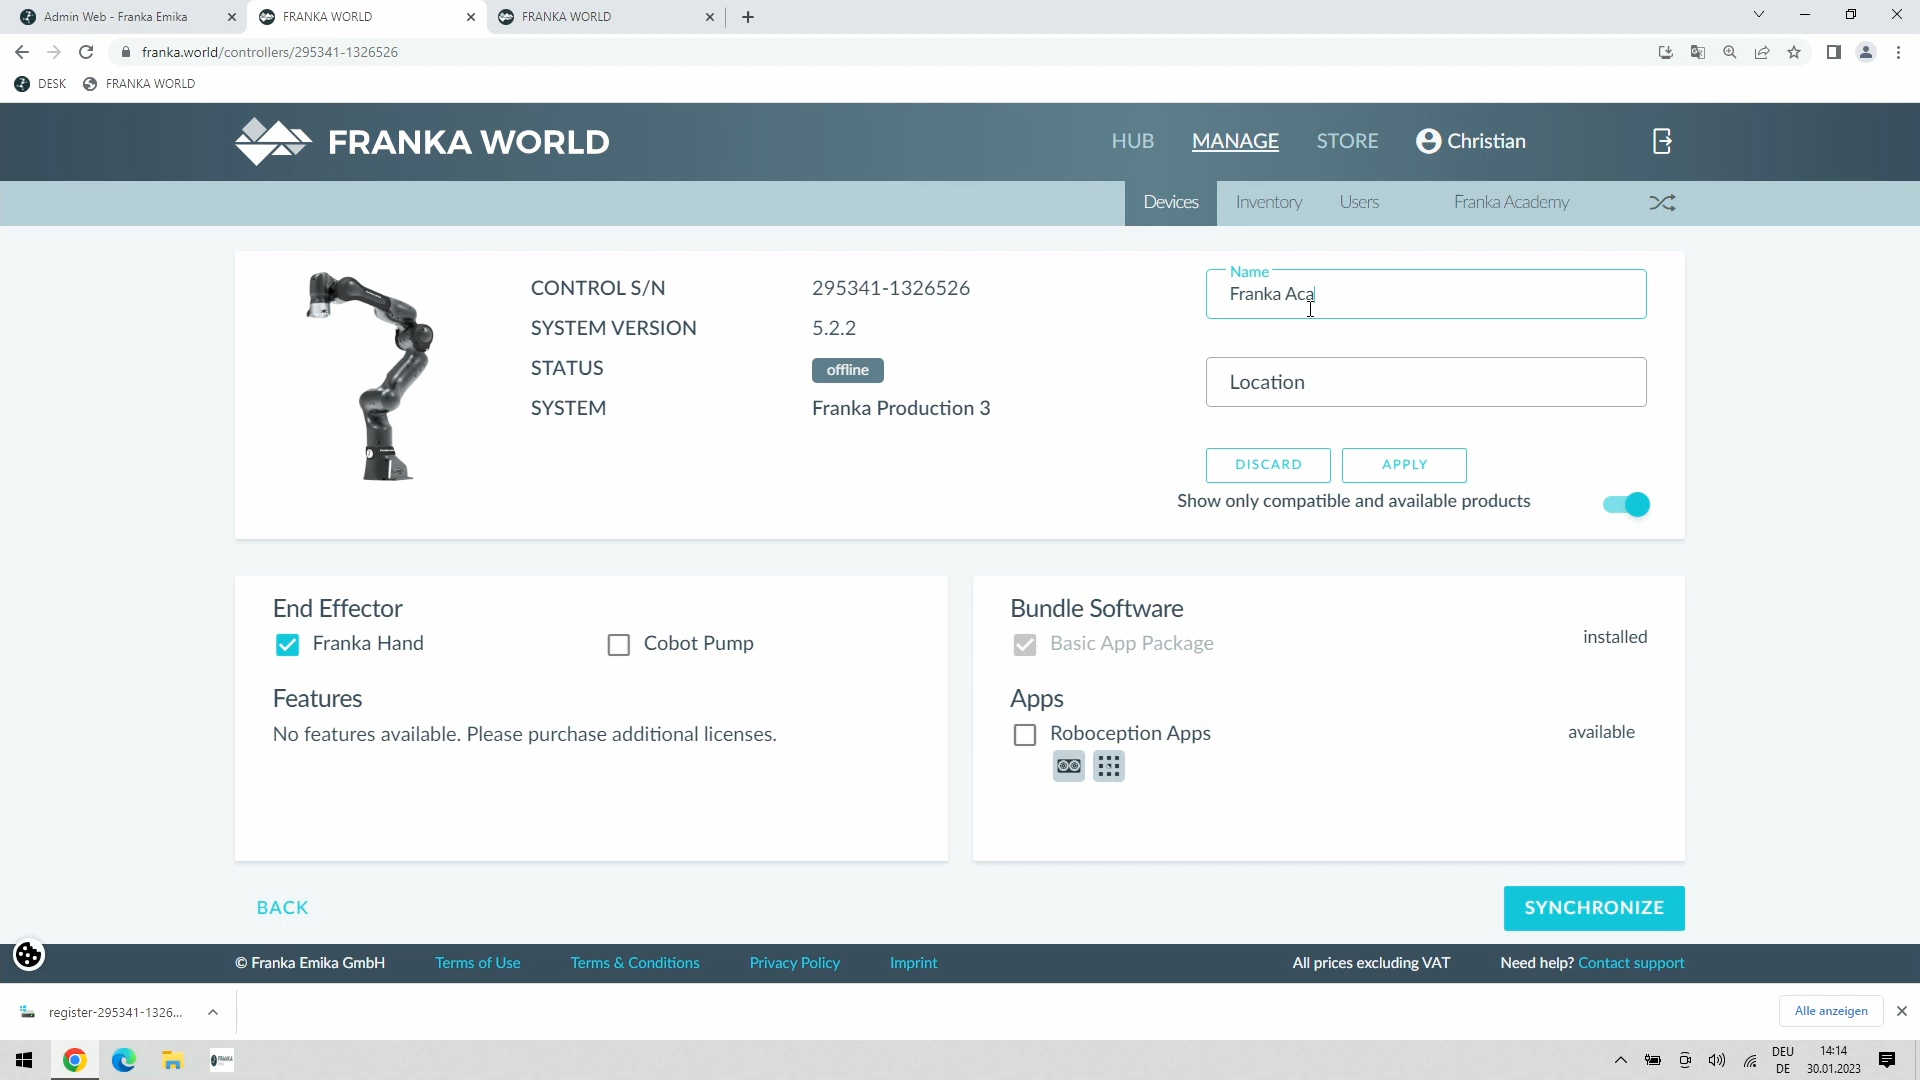 Admin Web - Franka Emika
FRANKA WORLD
FRANKA WORLD
franka.world/controllers/295341-1326526
DESK
FRANKA WORLD
FRANKA WORLD
HUB
MANAGE
STORE
Christian
Devices
Inventory
Users
Franka Academy
CONTROL S/N
295341-1326526
SYSTEM VERSION
5.2.2
STATUS
offline
SYSTEM
Franka Production 3
Name
Franka Aca
Location
DISCARD
APPLY
Show only compatible and available products
End Effector
Franka Hand
Cobot Pump
Features
No features available. Please purchase additional licenses.
Bundle Software
Basic App Package
installed
Apps
Roboception Apps
available
BACK
SYNCHRONIZE
© Franka Emika GmbH
Terms of Use
Terms & Conditions
Privacy Policy
Imprint
All prices excluding VAT
Need help? Contact support
register-295341-1326...
Alle anzeigen
DEU
DE
14:14
30.01.2023